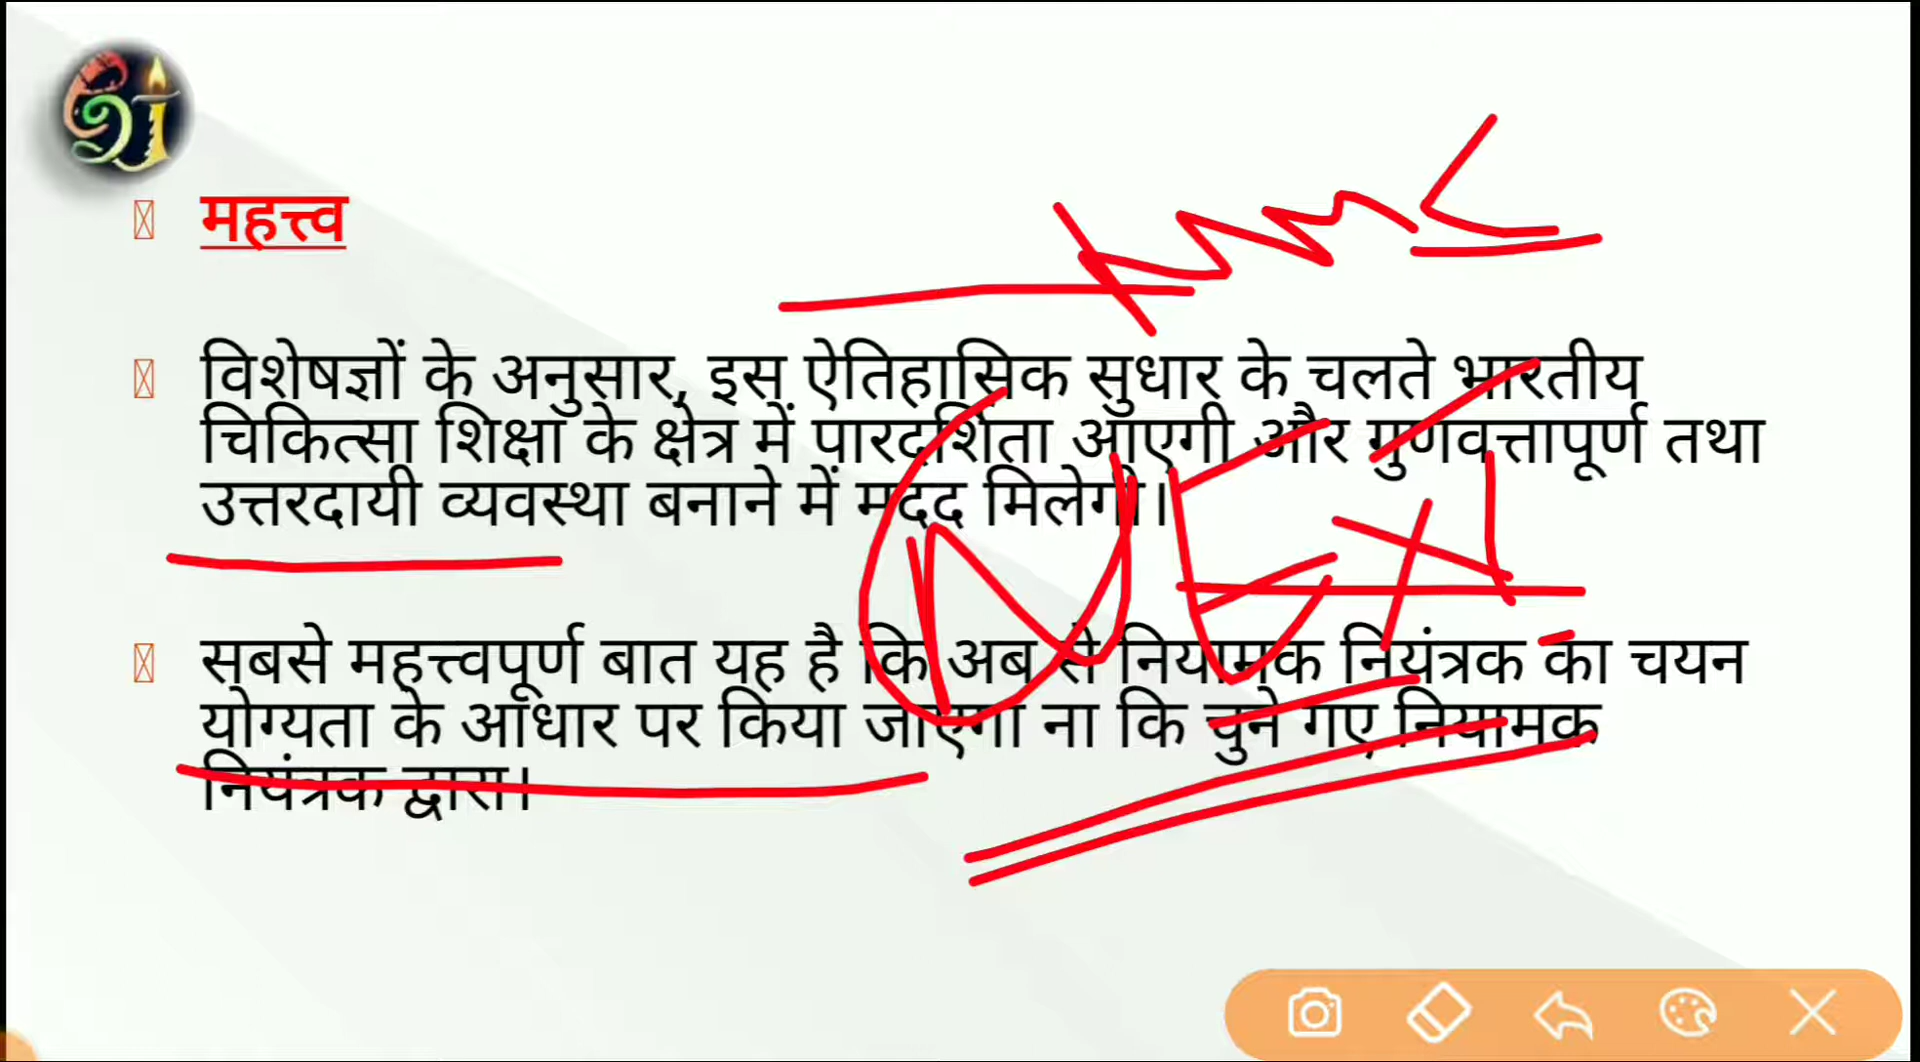 महत्त्व
विशेषज्ञों के अनुसार, इस ऐतिहासिक सुधार के चलते भारतीय
चिकित्सा शिक्षा के क्षेत्र में पारदर्शिता आएगी और गुणवत्तापूर्ण तथा
उत्तरदायी व्यवस्था बनाने में मदद मिलेगी।
सबसे महत्त्वपूर्ण बात यह है कि अब से नियामक नियंत्रक का चयन
योग्यता के आधार पर किया जाएगा ना कि चुने गए नियामक
नियंत्रक द्वारा।